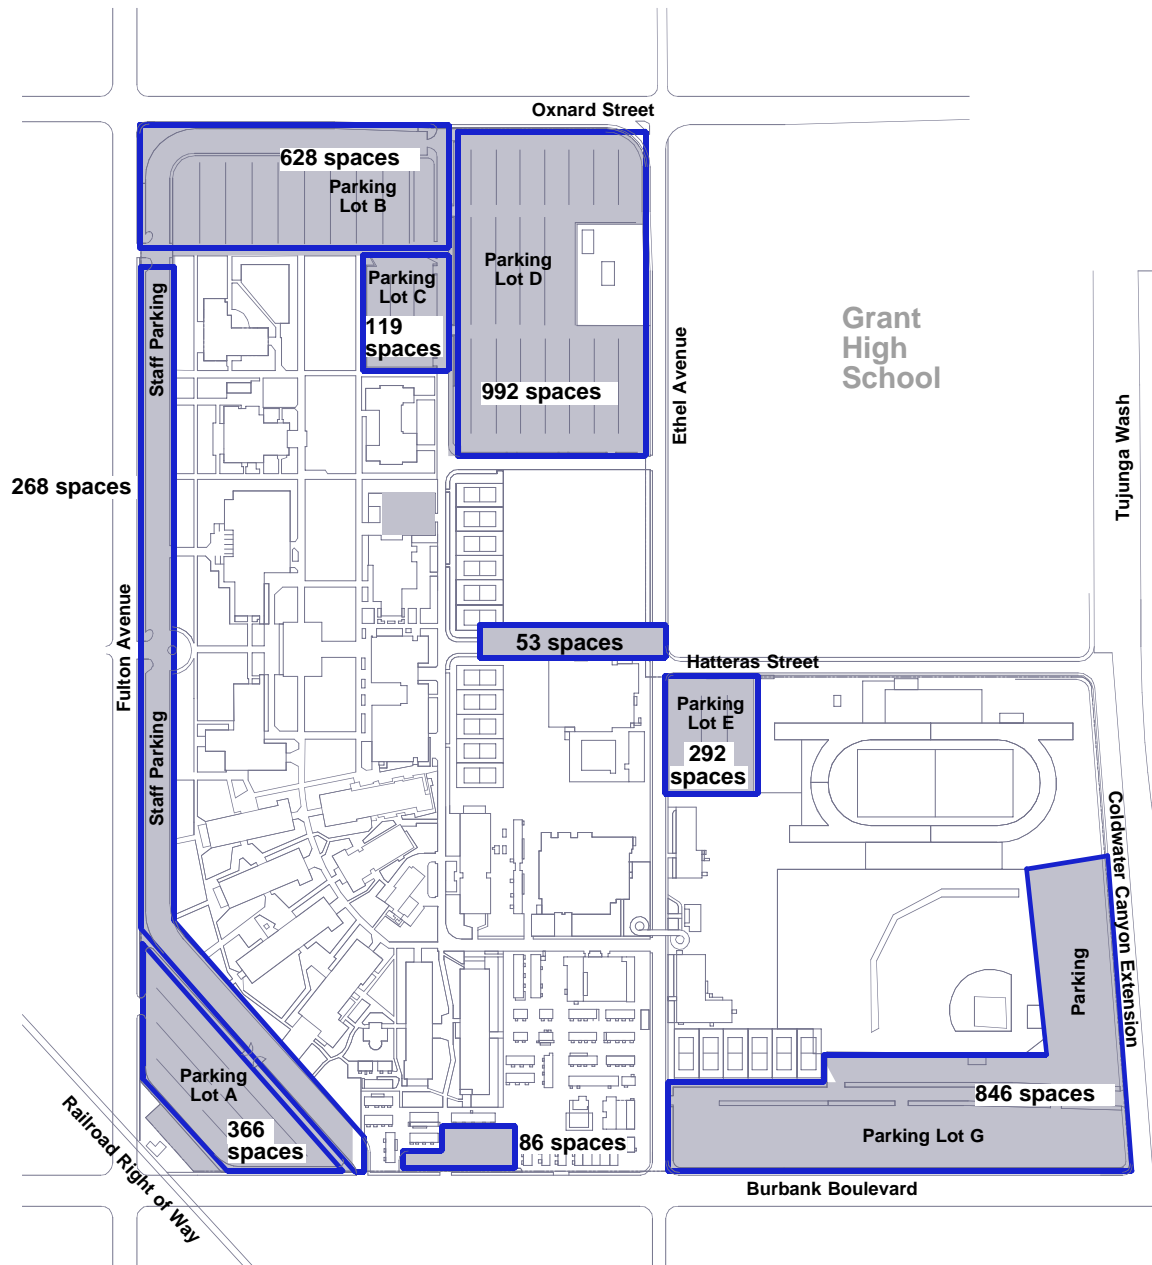 Oxnard Street
628 spaces
Parking
Lot B
Parking
Lot D
Parking
Lot C
119
spaces
992 spaces
Staff Parking
Grant
High
School
Ethel Avenue
Tujunga Wash
268 spaces
Fulton Avenue
53 spaces
Hatteras Street
Parking
Lot E
292
spaces
Staff Parking
Coldwater Canyon Extension
Parking
Parking
Lot A
366
spaces
Railroad Right of Way
86 spaces
846 spaces
Parking Lot G
Burbank Boulevard